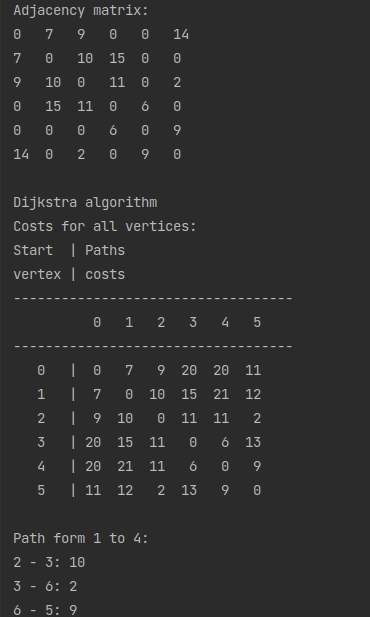 Adjacency matrix:
0 7 9 0 0 14
7 0 10 15 0 0
9 10 0 11 0 2
0 15 11 0 6 0
0 0 0 6 0 9
14 0 2 0 9 0
Dijkstra algorithm
Costs for all vertices:
Start | Paths
vertex | costs
-----------------------------------
0 1 2 3 4 5
-----------------------------------
0 | 0 7 9 20 20 11
1 | 7 0 10 15 21 12
2 | 9 10 0 11 11 2
3 | 20 15 11 0 6 13
4 | 20 21 11 6 0 9
5 | 11 12 2 13 9 0
Path form 1 to 4:
2 - 3: 10
3 - 6: 2
6 - 5: 9